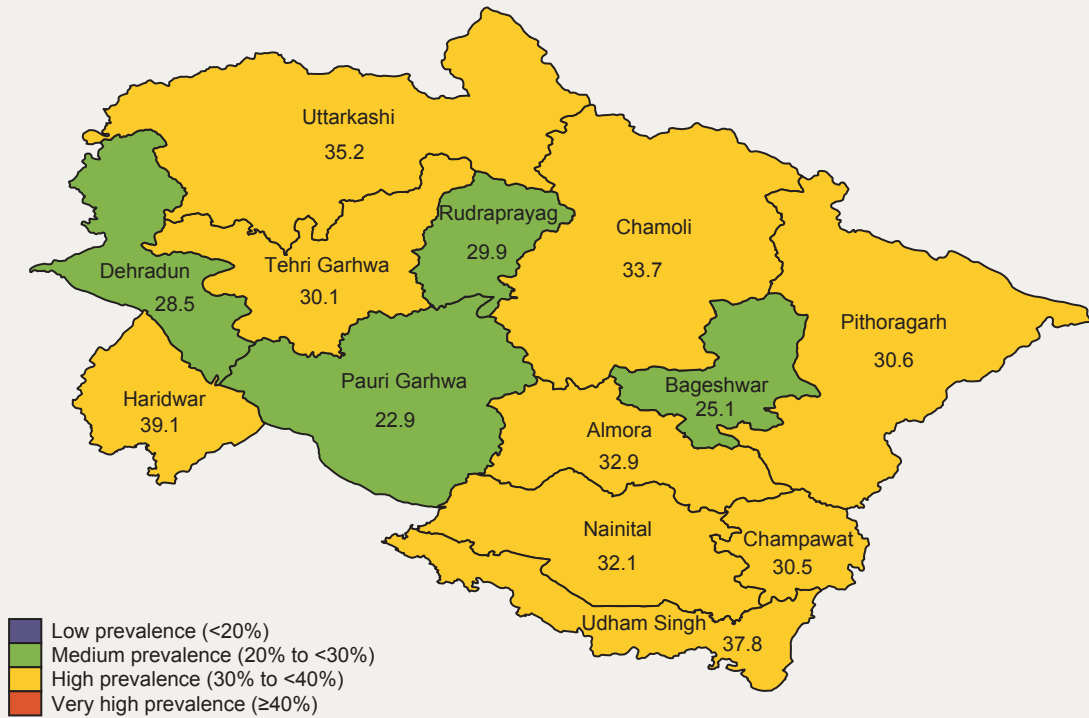 Uttarkashi
35.2
Rudraprayag
29.9
Chamoli
33.7
Dehradun
28.5
Tehri Garhwa
30.1
Pithoragarh
30.6
Pauri Garhwa
22.9
Bageshwar
25.1
Haridwar
39.1
Almora
32.9
Nainital
32.1
Champawat
30.5
Udham Singh
37.8
Low prevalence (<20%)
Medium prevalence (20% to <30%)
High prevalence (30% to <40%)
Very high prevalence (≥40%)